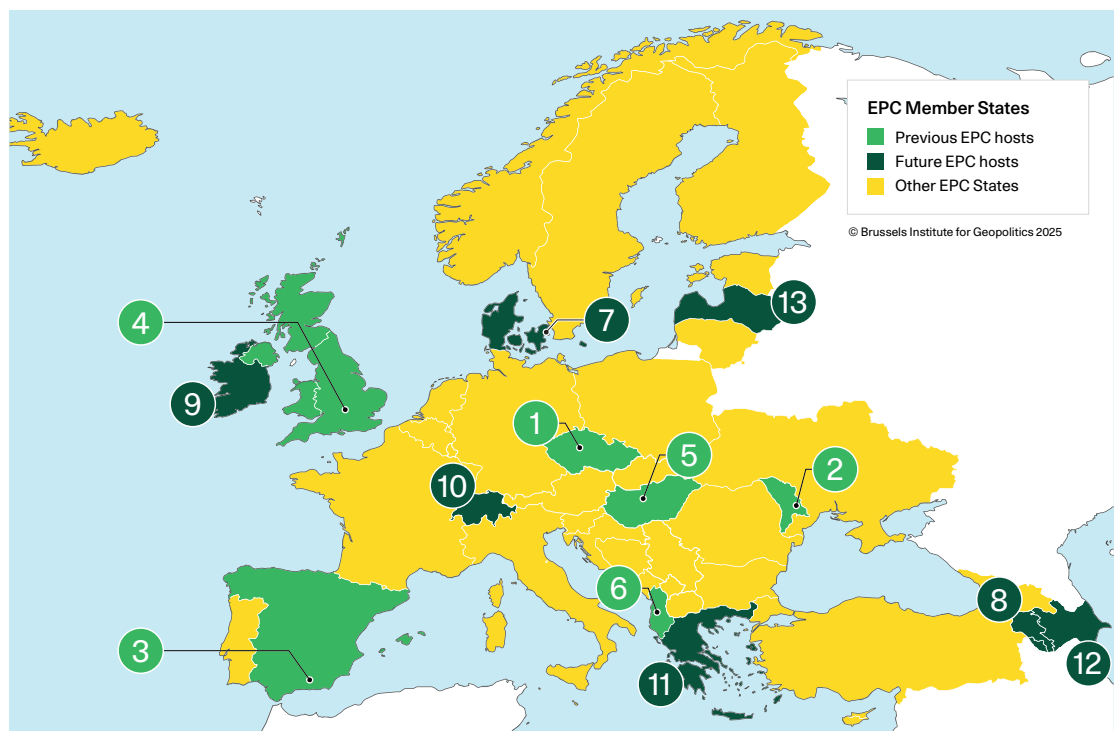 EPC Member States
Previous EPC hosts
Future EPC hosts
Other EPC States
© Brussels Institute for Geopolitics 2025
13
4
7
9
1
5
2
10
6
8
3
11
12